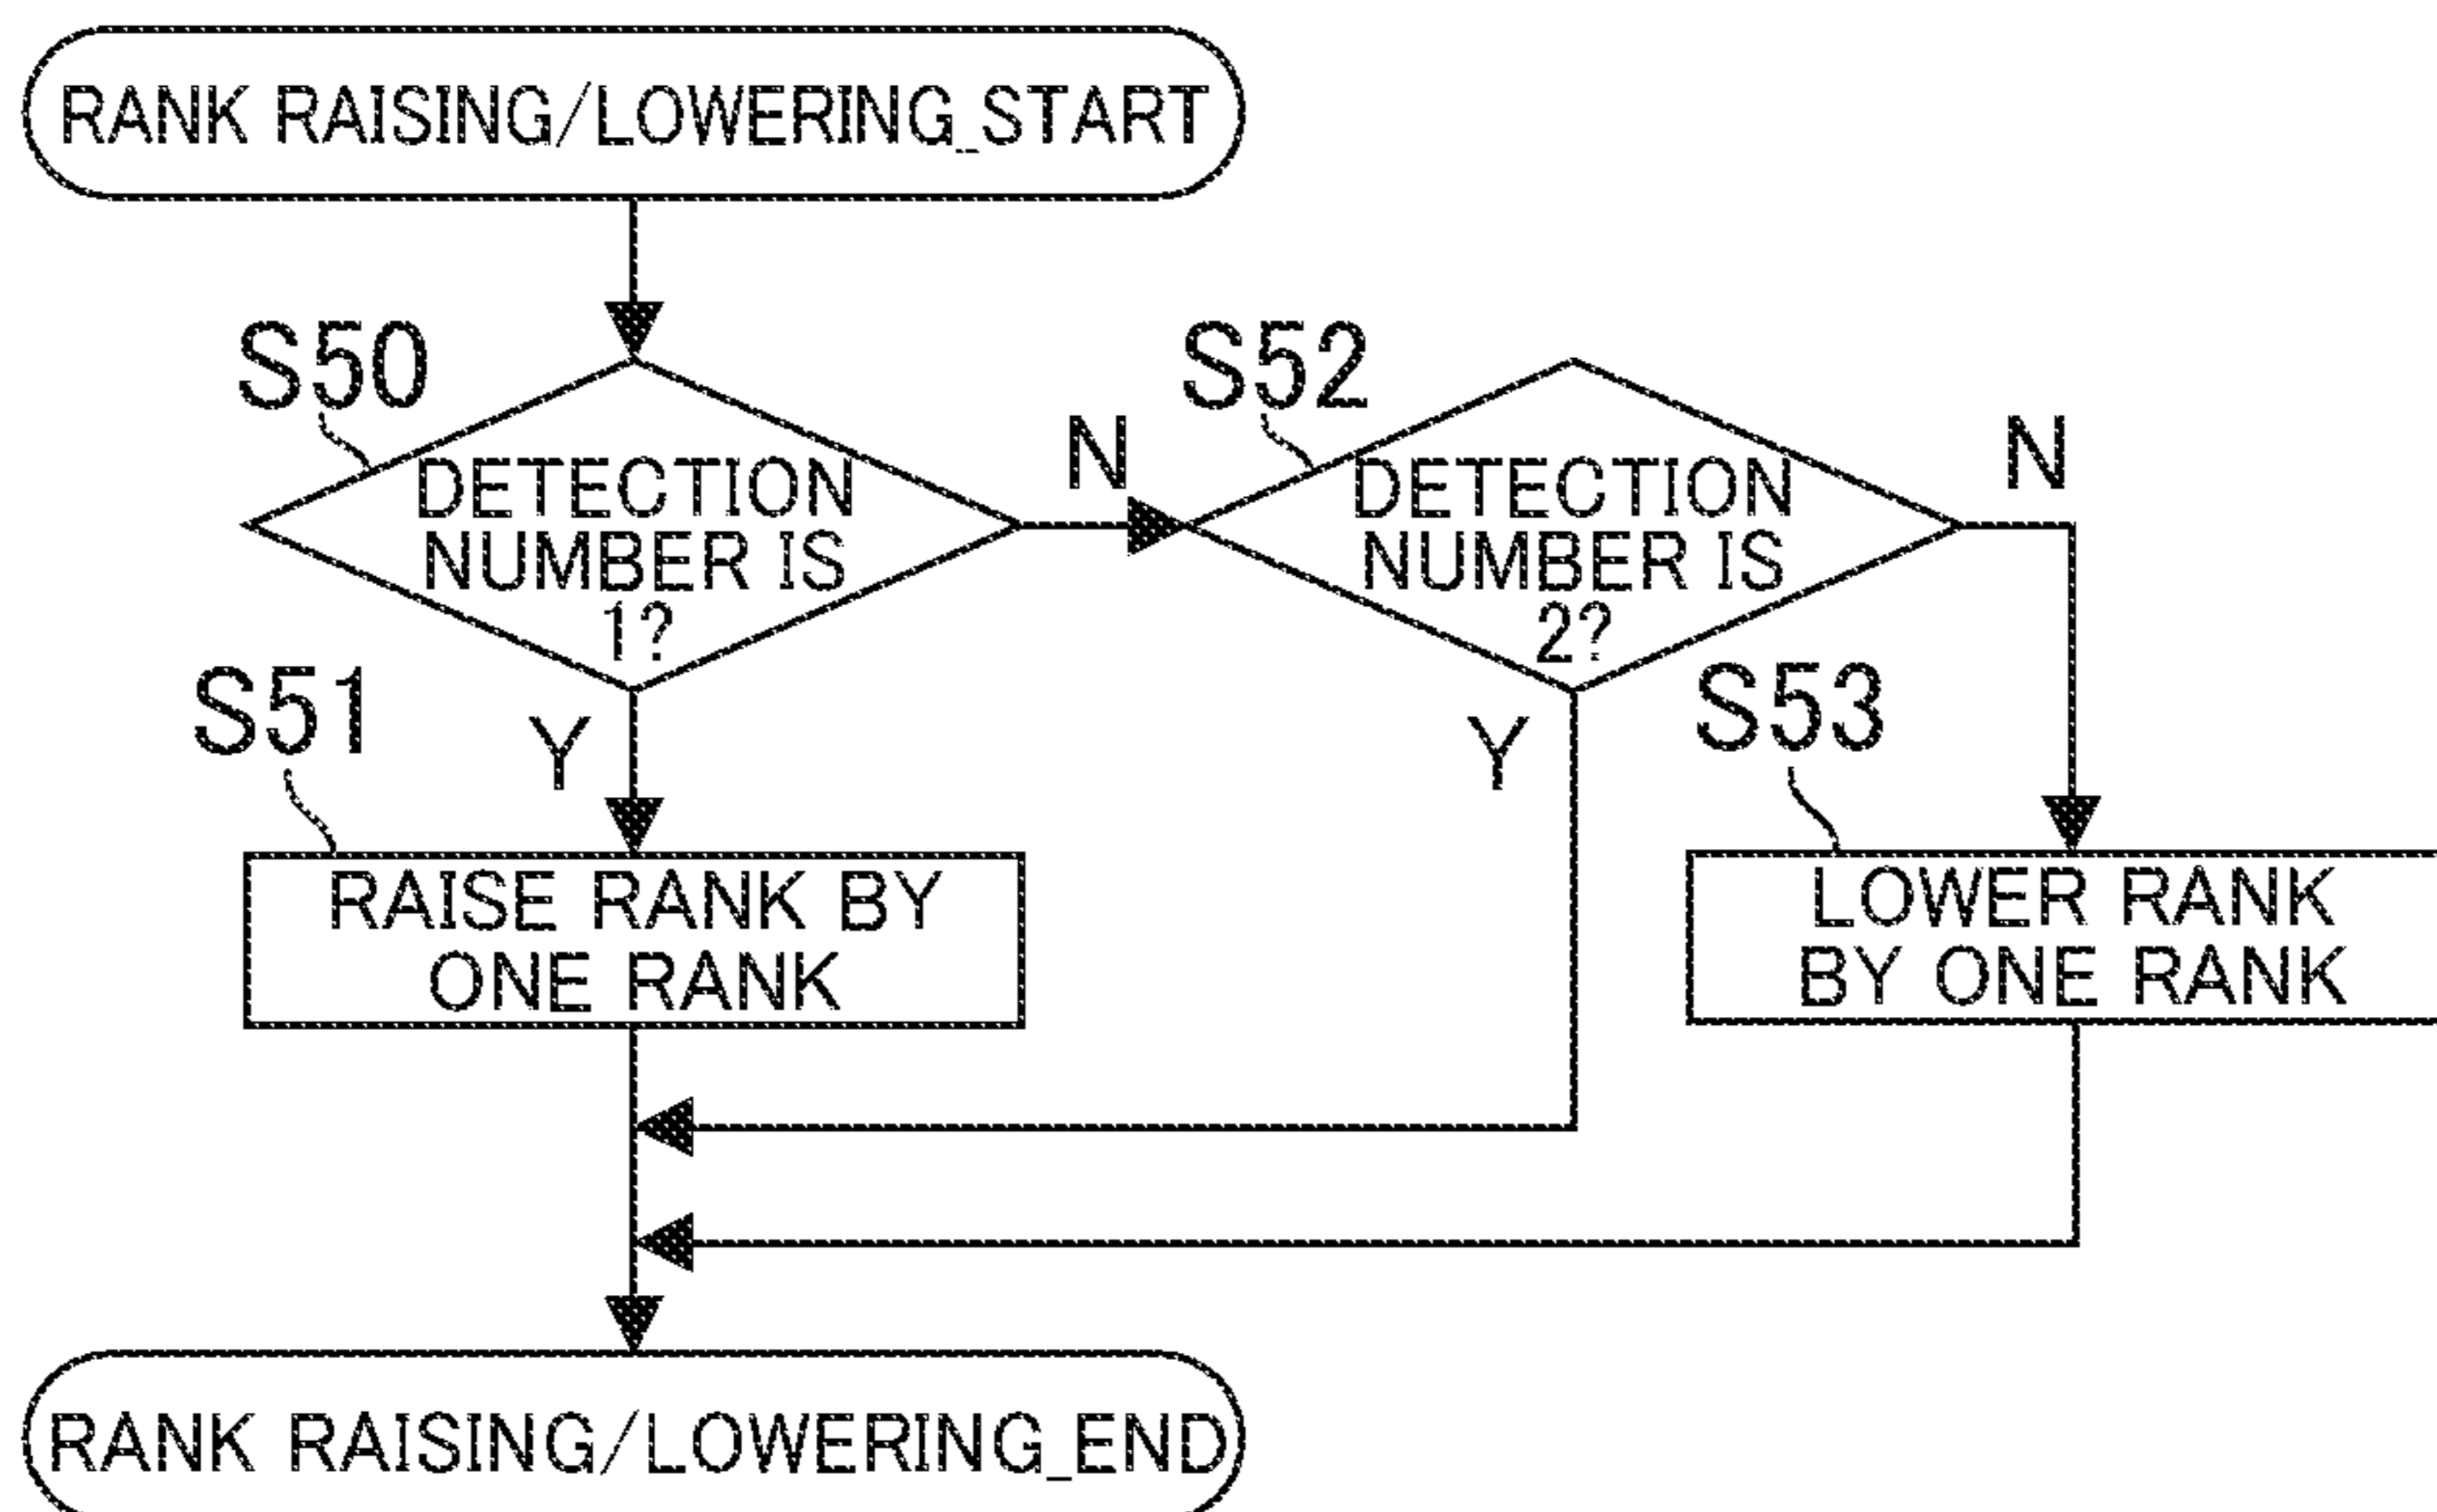 RANK RAISING/LOWERING_START
S50
DETECTION
NUMBER IS
1?
N
S52
DETECTION
NUMBER IS
2?
N
S51
Y
RAISE RANK BY
ONE RANK
Y
S53
LOWER RANK
BY ONE RANK
RANK RAISING/LOWERING_END